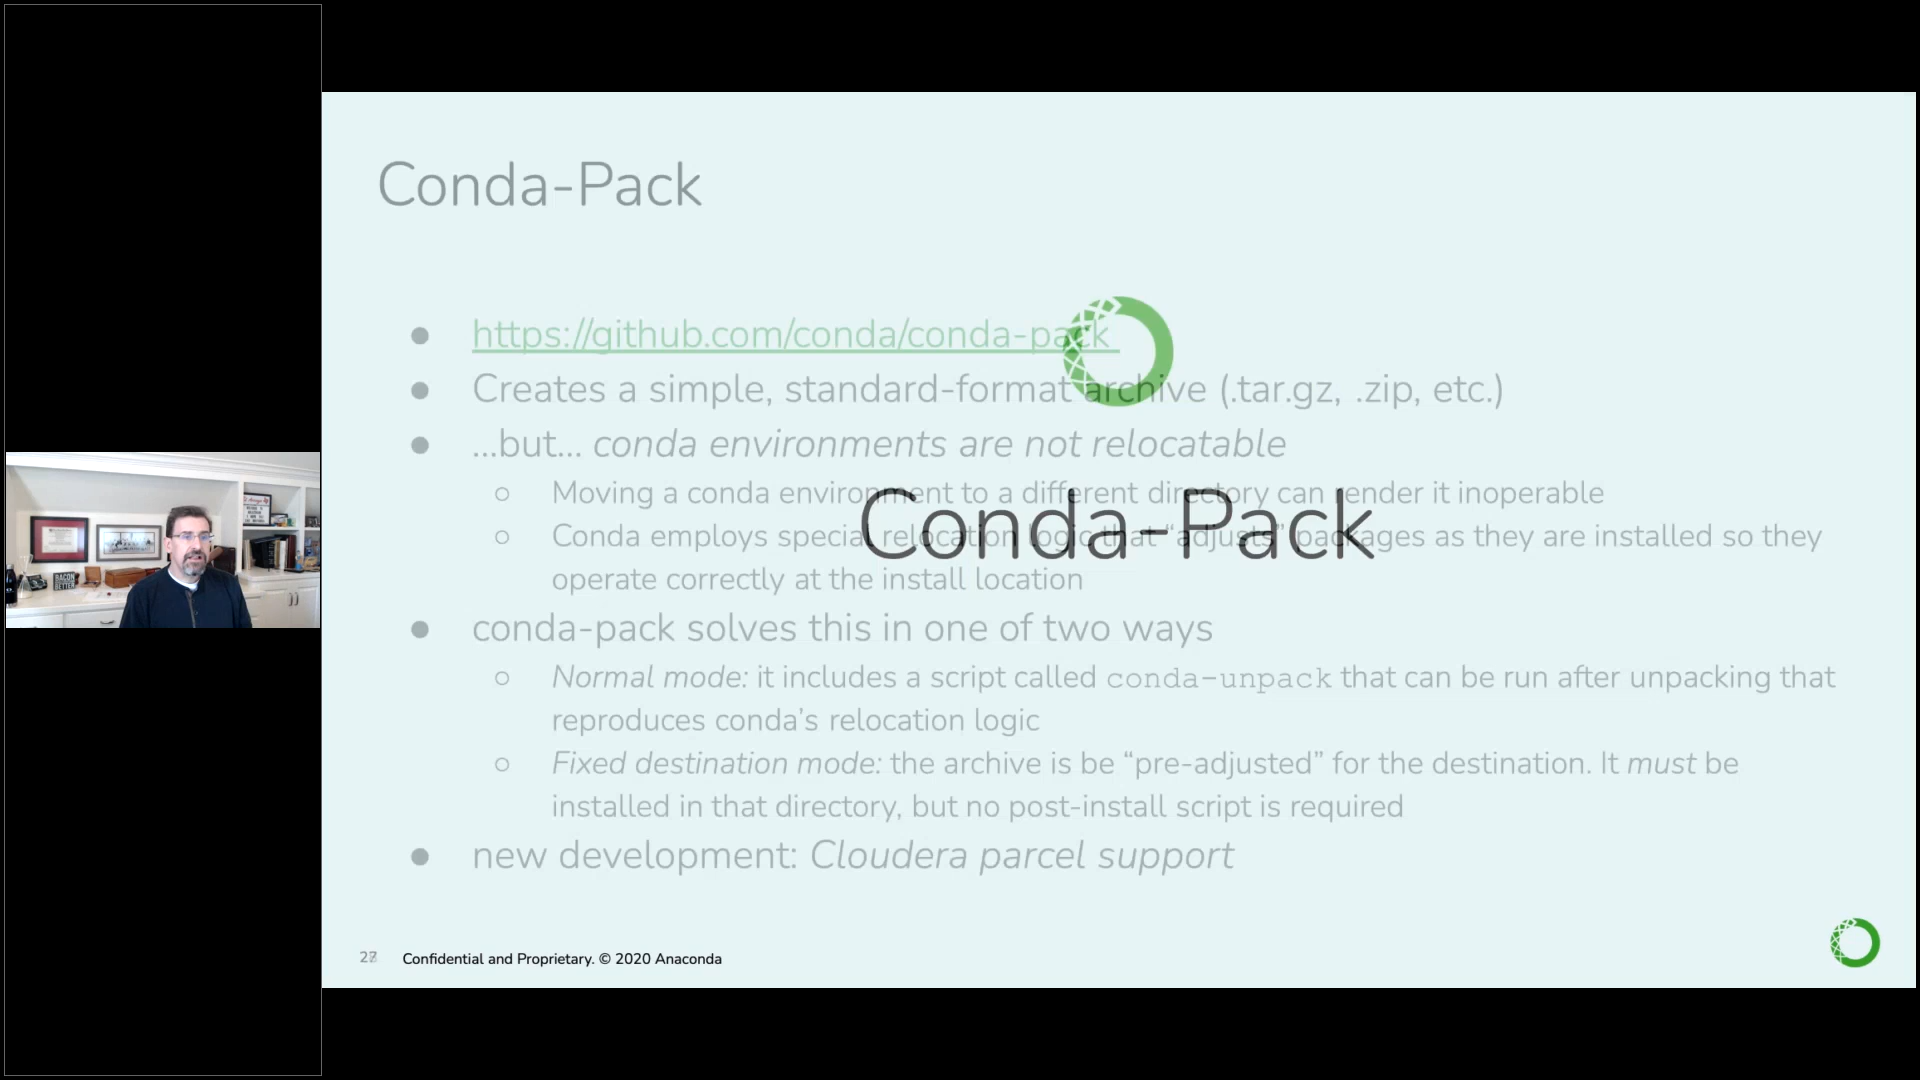 Conda-Pack
https://github.com/conda/conda-pack
Creates a simple, standard-format archive (.tar.gz, .zip, etc.)
...but... conda environments are not relocatable
Moving a conda environment to a different directory can render it inoperable
Conda-Pack
Conda employs special relocation logic that “adjusts” packages as they are installed so they
operate correctly at the install location
conda-pack solves this in one of two ways
Normal mode: it includes a script called conda-unpack that can be run after unpacking that
reproduces conda’s relocation logic
Fixed destination mode: the archive is be “pre-adjusted” for the destination. It must be
installed in that directory, but no post-install script is required
new development: Cloudera parcel support
Confidential and Proprietary. © 2020 Anaconda
BACON
BETTER